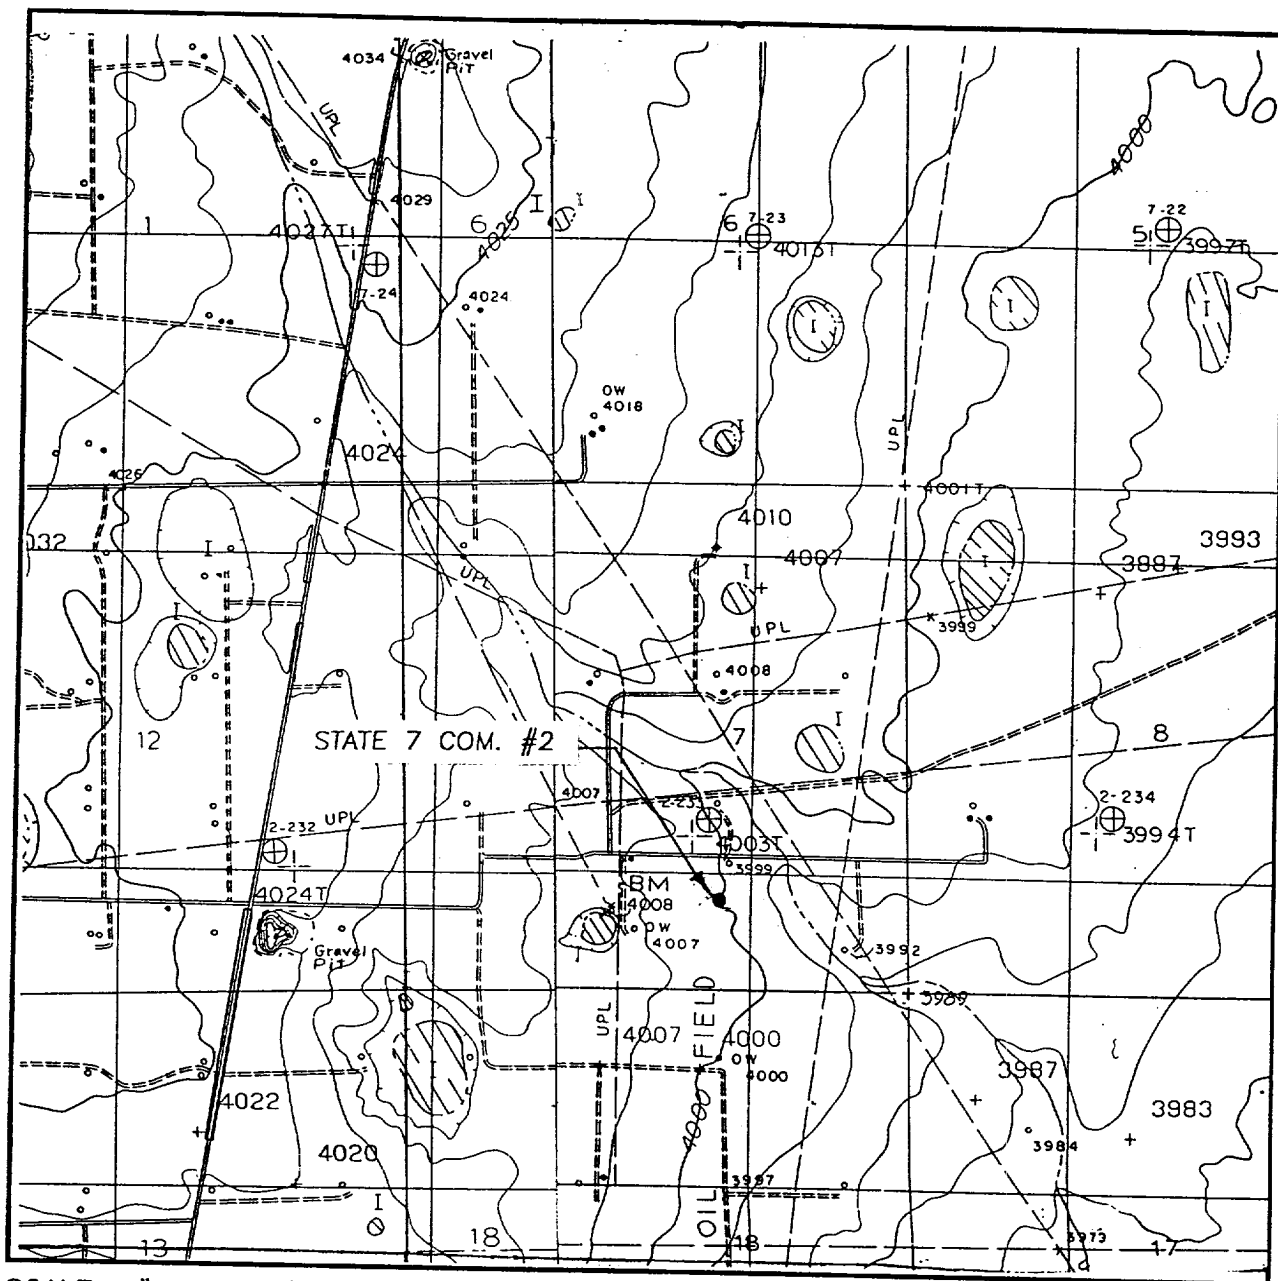 4034
Gravel
Pit
UPL
4000
4029
1
4027T
6
I
I
4025
6
7-23
4013T
7-22
5
3997T
7-24
4024
I
I
I
OW
4018
I
UPL
4024
4026
4001T
032
I
4010
4007
I
3993
3987
UPL
I
I
UPL
3999
4008
12
STATE 7 COM. #2
7
I
8
4007
2-232
UPL
2-234
3994T
4003T
3999
4024T
BM
4008
OW
4007
Gravel
Pit
3992
3989
UPL
4007
FIELD
4000
OW
4000
3987
4022
4000
3983
3984
4020
3997
OIL
I
13
18
18
3973
17